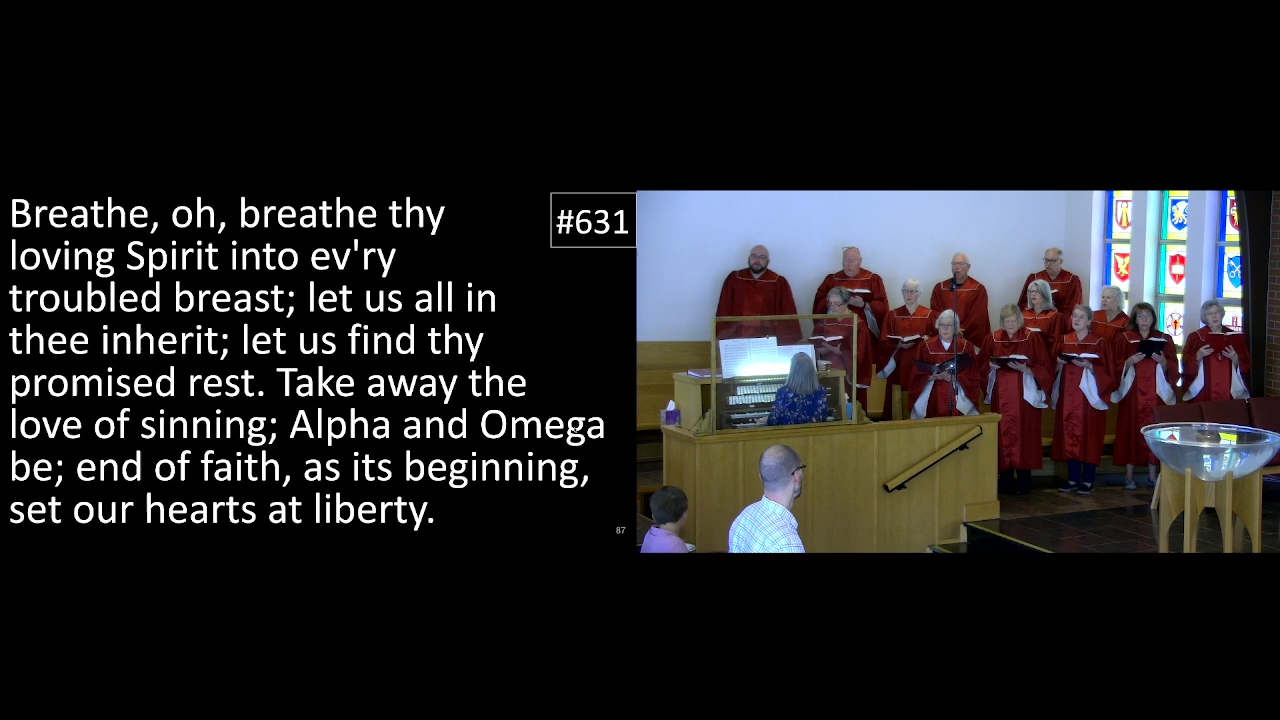 Breathe, oh, breathe thy
loving Spirit into ev'ry
troubled breast; let us all in
thee inherit; let us find thy
promised rest. Take away the
love of sinning; Alpha and Omega
be; end of faith, as its beginning,
set our hearts at liberty.
#631
87